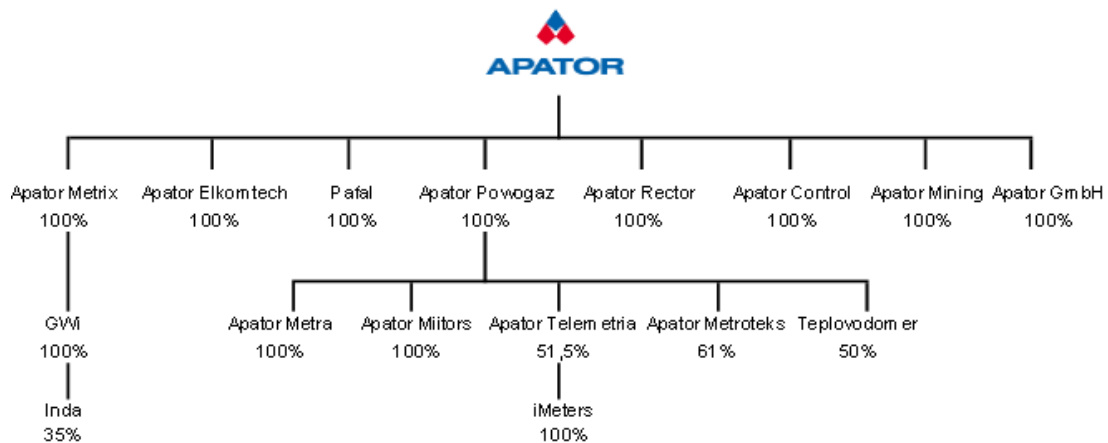 APATOR
Apator Metrix Apator Elkomtech Pafal Apator Powogaz Apator Rector Apator Control Apator Mining Apator GmbH
100% 100% 100% 100% 100% 100% 100% 100%
GWi Apator Metra Apator Miitors Apator Telemetria Apator Metroteks Teplovodomer
100% 100% 100% 51,5% 61% 50%
Inda iMeters
35% 100%